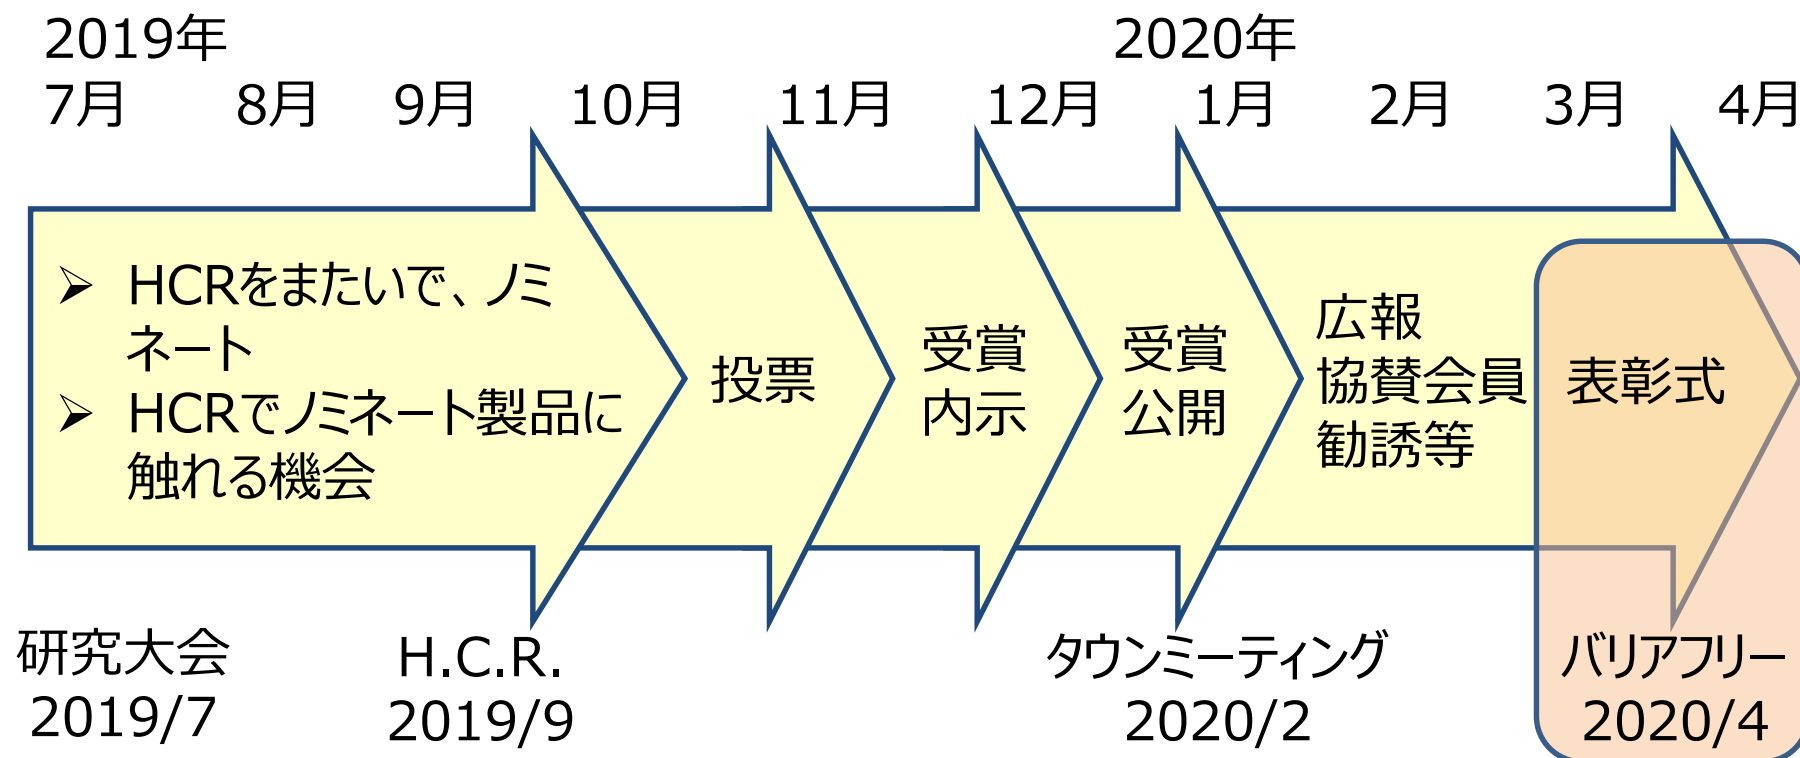 2019年
2020年
7月 8月 9月 10月 11月 12月 1月 2月 3月 4月
➢ HCRをまたいで、ノミ
ネート
➢ HCRでノミネート製品に
触れる機会
投票
受賞
内示
受賞
公開
広報
協賛会員
勧誘等
表彰式
研究大会
2019/7
H.C.R.
2019/9
タウンミーティング
2020/2
バリアフリー
2020/4